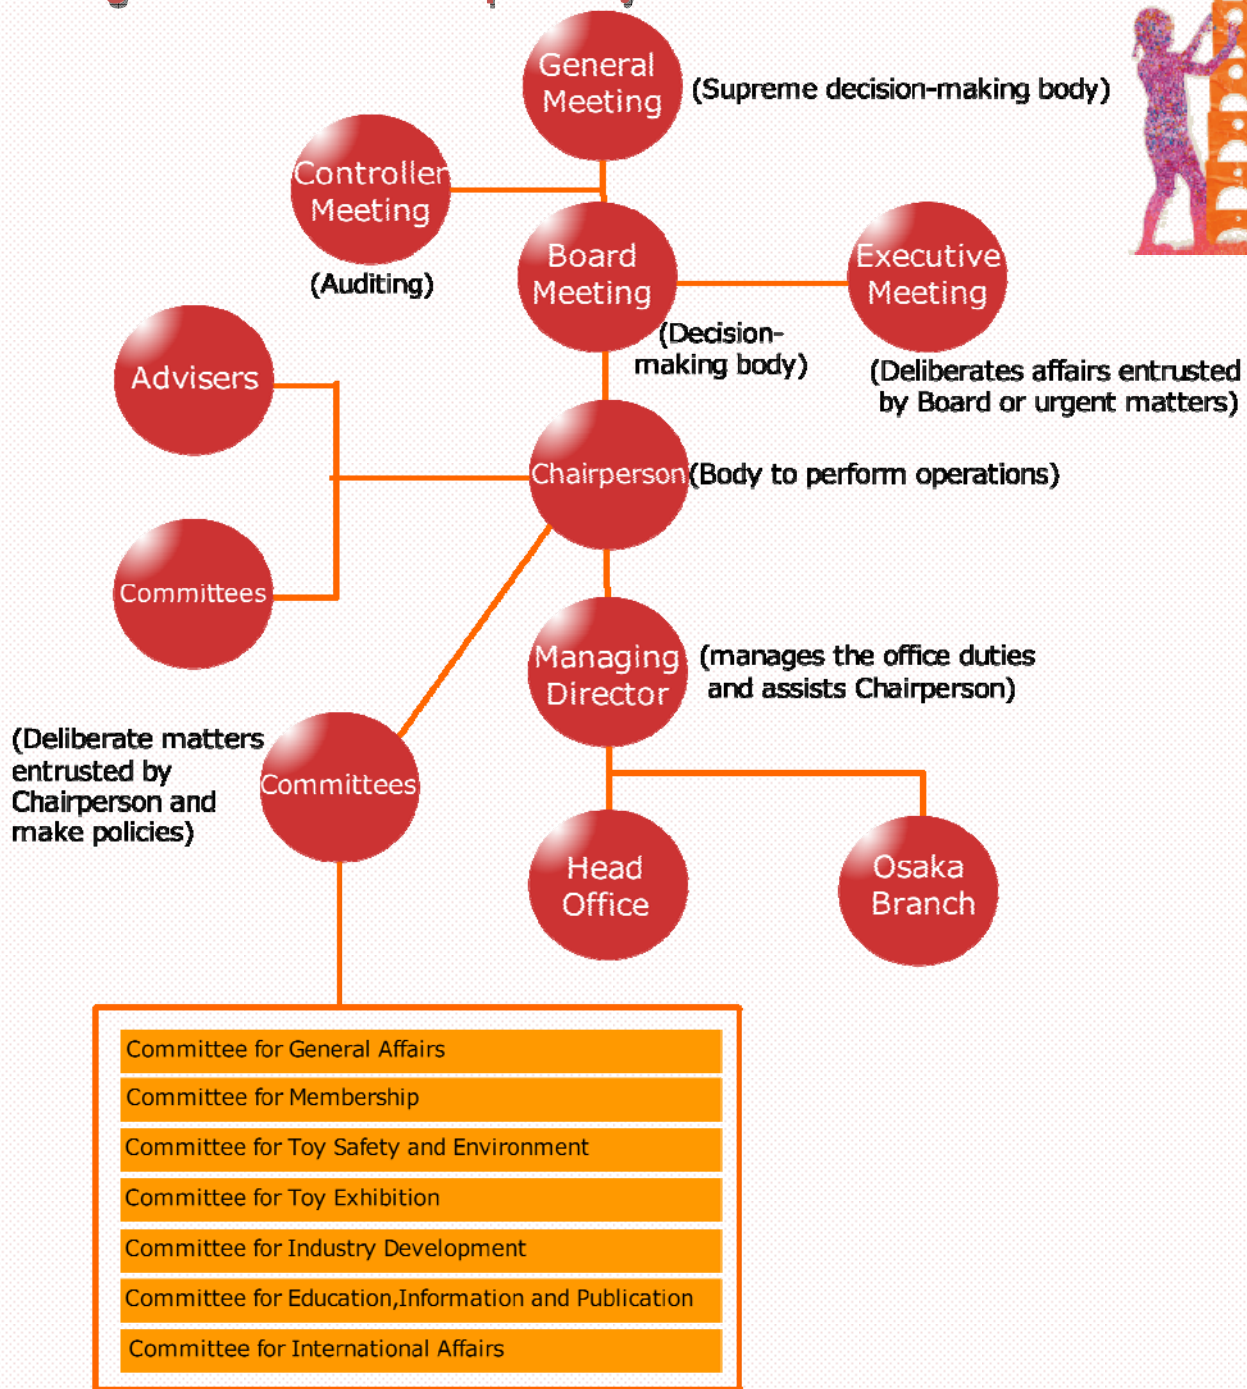 General
Meeting
(Supreme decision-making body)
Controller
Meeting
(Auditing)
Board
Meeting
(Decision-
making body)
Executive
Meeting
(Deliberates affairs entrusted
by Board or urgent matters)
Advisers
Chairperson
(Body to perform operations)
Committees
Managing
Director
(manages the office duties
and assists Chairperson)
(Deliberate matters
entrusted by
Chairperson and
make policies)
Committees
Head
Office
Osaka
Branch
Committee for General Affairs
Committee for Membership
Committee for Toy Safety and Environment
Committee for Toy Exhibition
Committee for Industry Development
Committee for Education,Information and Publication
Committee for International Affairs